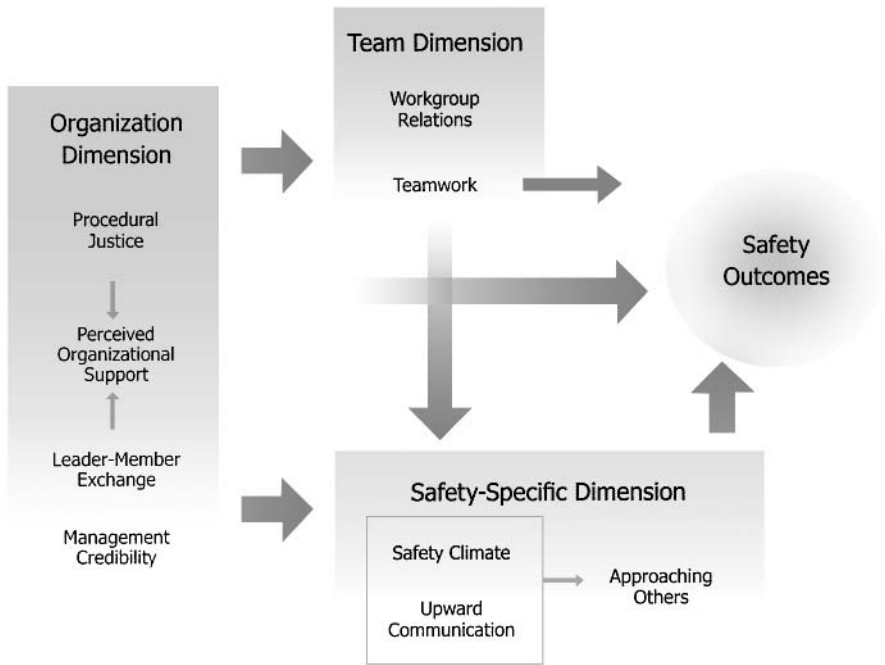 Organization
Dimension
Procedural
Justice
Perceived
Organizational
Support
Leader-Member
Exchange
Management
Credibility
Team Dimension
Workgroup
Relations
Teamwork
Safety
Outcomes
Safety-Specific Dimension
Safety Climate
Upward
Communication
Approaching
Others